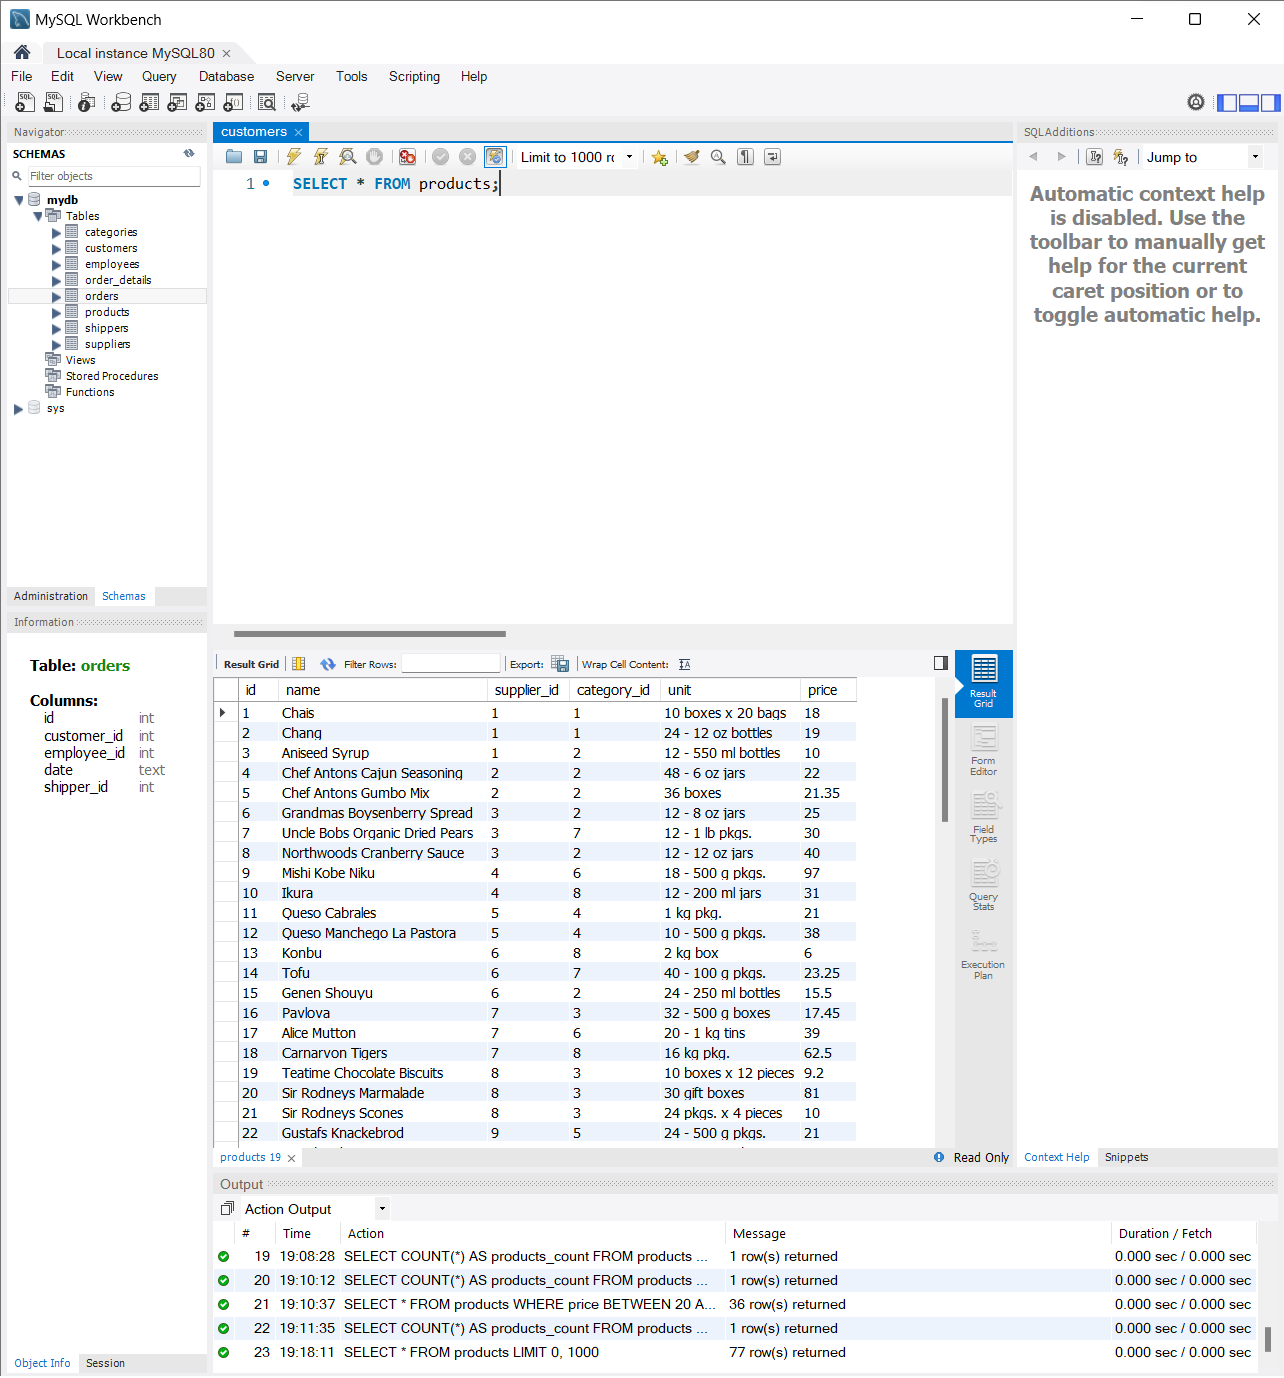 MySQL Workbench
Local instance MySQL80
File Edit View Query Database Server Tools Scripting Help
Navigator
SCHEMAS
Filter objects
mydb
Tables
categories
customers
employees
order_details
orders
products
shippers
suppliers
Views
Stored Procedures
Functions
sys
Administration Schemas
Information
Table: orders
Columns:
id int
customer_id int
employee_id int
date text
shipper_id int
Object Info Session
customers
Limit to 1000 rc
1 SELECT * FROM products;
Result Grid Filter Rows: Export: Wrap Cell Content:
id name supplier_id category_id unit price
1 Chais 1 1 10 boxes x 20 bags 18
2 Chang 1 1 24 - 12 oz bottles 19
3 Aniseed Syrup 1 2 12 - 550 ml bottles 10
4 Chef Antons Cajun Seasoning 2 2 48 - 6 oz jars 22
5 Chef Antons Gumbo Mix 2 2 36 boxes 21.35
6 Grandmas Boysenberry Spread 3 2 12 - 8 oz jars 25
7 Uncle Bobs Organic Dried Pears 3 7 12 - 1 lb pkgs. 30
8 Northwoods Cranberry Sauce 3 2 12 - 12 oz jars 40
9 Mishi Kobe Niku 4 6 18 - 500 g pkgs. 97
10 Ikura 4 8 12 - 200 ml jars 31
11 Queso Cabrales 5 4 1 kg pkg. 21
12 Queso Manchego La Pastora 5 4 10 - 500 g pkgs. 38
13 Konbu 6 8 2 kg box 6
14 Tofu 6 7 40 - 100 g pkgs. 23.25
15 Genen Shouyu 6 2 24 - 250 ml bottles 15.5
16 Pavlova 7 3 32 - 500 g boxes 17.45
17 Alice Mutton 7 6 20 - 1 kg tins 39
18 Carnarvon Tigers 7 8 16 kg pkg. 62.5
19 Teatime Chocolate Biscuits 8 3 10 boxes x 12 pieces 9.2
20 Sir Rodneys Marmalade 8 3 30 gift boxes 81
21 Sir Rodneys Scones 8 3 24 pkgs. x 4 pieces 10
22 Gustafs Knackebrod 9 5 24 - 500 g pkgs. 21
Result
Grid
Form
Editor
Field
Types
Query
Stats
Execution
Plan
products 19
Read Only
SQLAdditions
Jump to
Automatic context help
is disabled. Use the
toolbar to manually get
help for the current
caret position or to
toggle automatic help.
Context Help Snippets
Output
Action Output
# Time Action Message Duration / Fetch
19 19:08:28 SELECT COUNT(*) AS products_count FROM products ... 1 row(s) returned 0.000 sec / 0.000 sec
20 19:10:12 SELECT COUNT(*) AS products_count FROM products ... 1 row(s) returned 0.000 sec / 0.000 sec
21 19:10:37 SELECT * FROM products WHERE price BETWEEN 20 A... 36 row(s) returned 0.000 sec / 0.000 sec
22 19:11:35 SELECT COUNT(*) AS products_count FROM products ... 1 row(s) returned 0.000 sec / 0.000 sec
23 19:18:11 SELECT * FROM products LIMIT 0, 1000 77 row(s) returned 0.000 sec / 0.000 sec